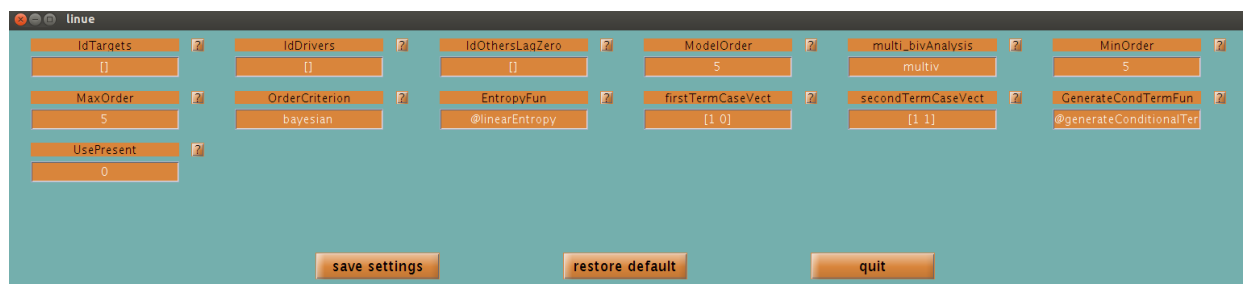 linue
IdTargets ? IdDrivers ? IdOthersLagZero ? ModelOrder ? multi_bivAnalysis ? MinOrder ?
[] [] [] 5 multiv 5
MaxOrder ? OrderCriterion ? EntropyFun ? firstTermCaseVect ? secondTermCaseVect ? GenerateCondTermFun ?
5 bayesian @linearEntropy [1 0] [1 1] @generateConditionalTer
UsePresent ?
0
save settings restore default quit